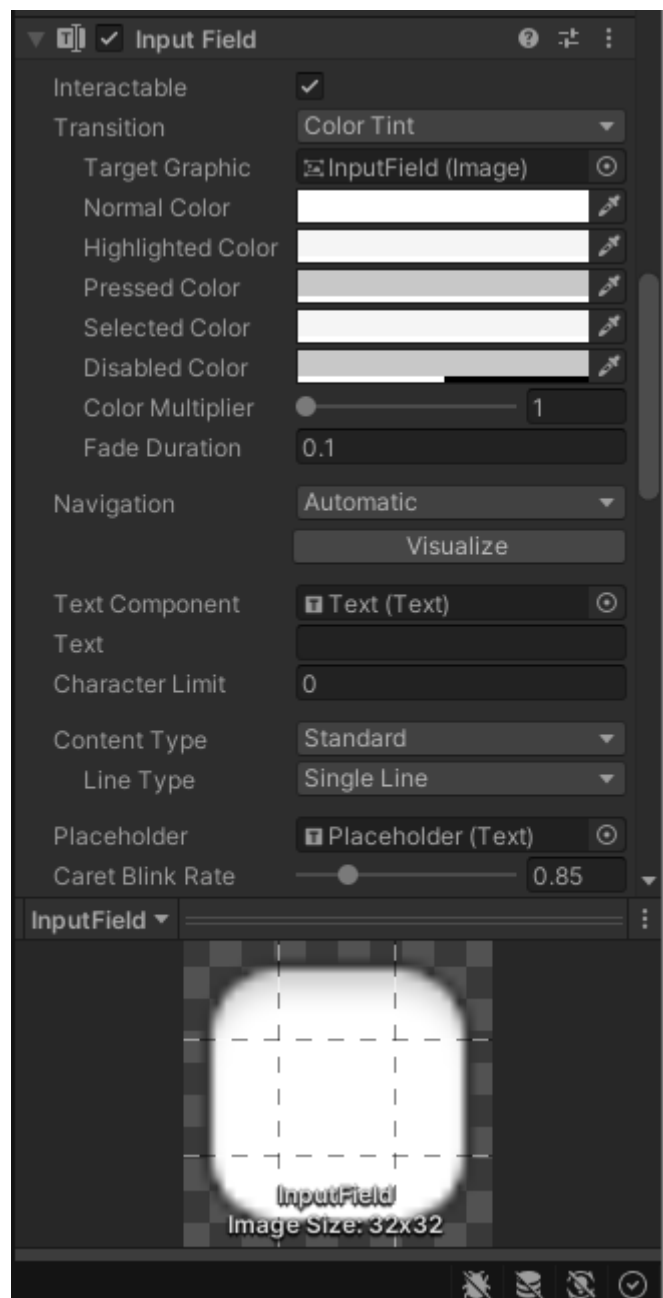 Input Field
Interactable
Transition Color Tint
Target Graphic InputField (Image)
Normal Color
Highlighted Color
Pressed Color
Selected Color
Disabled Color
Color Multiplier 1
Fade Duration 0.1
Navigation Automatic
Visualize
Text Component Text (Text)
Text
Character Limit 0
Content Type Standard
Line Type Single Line
Placeholder Placeholder (Text)
Caret Blink Rate 0.85
InputField
InputField
Image Size: 32x32